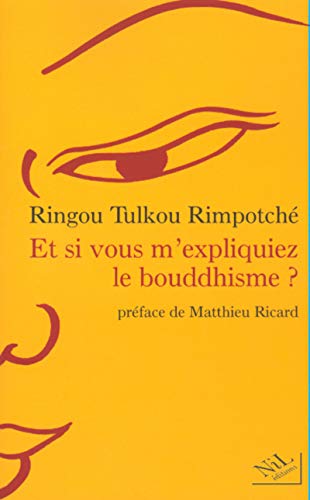 Ringou Tulkou Rimpotché
Et si vous m'expliquiez
le bouddhisme ?
préface de Matthieu Ricard
NiL
éditions